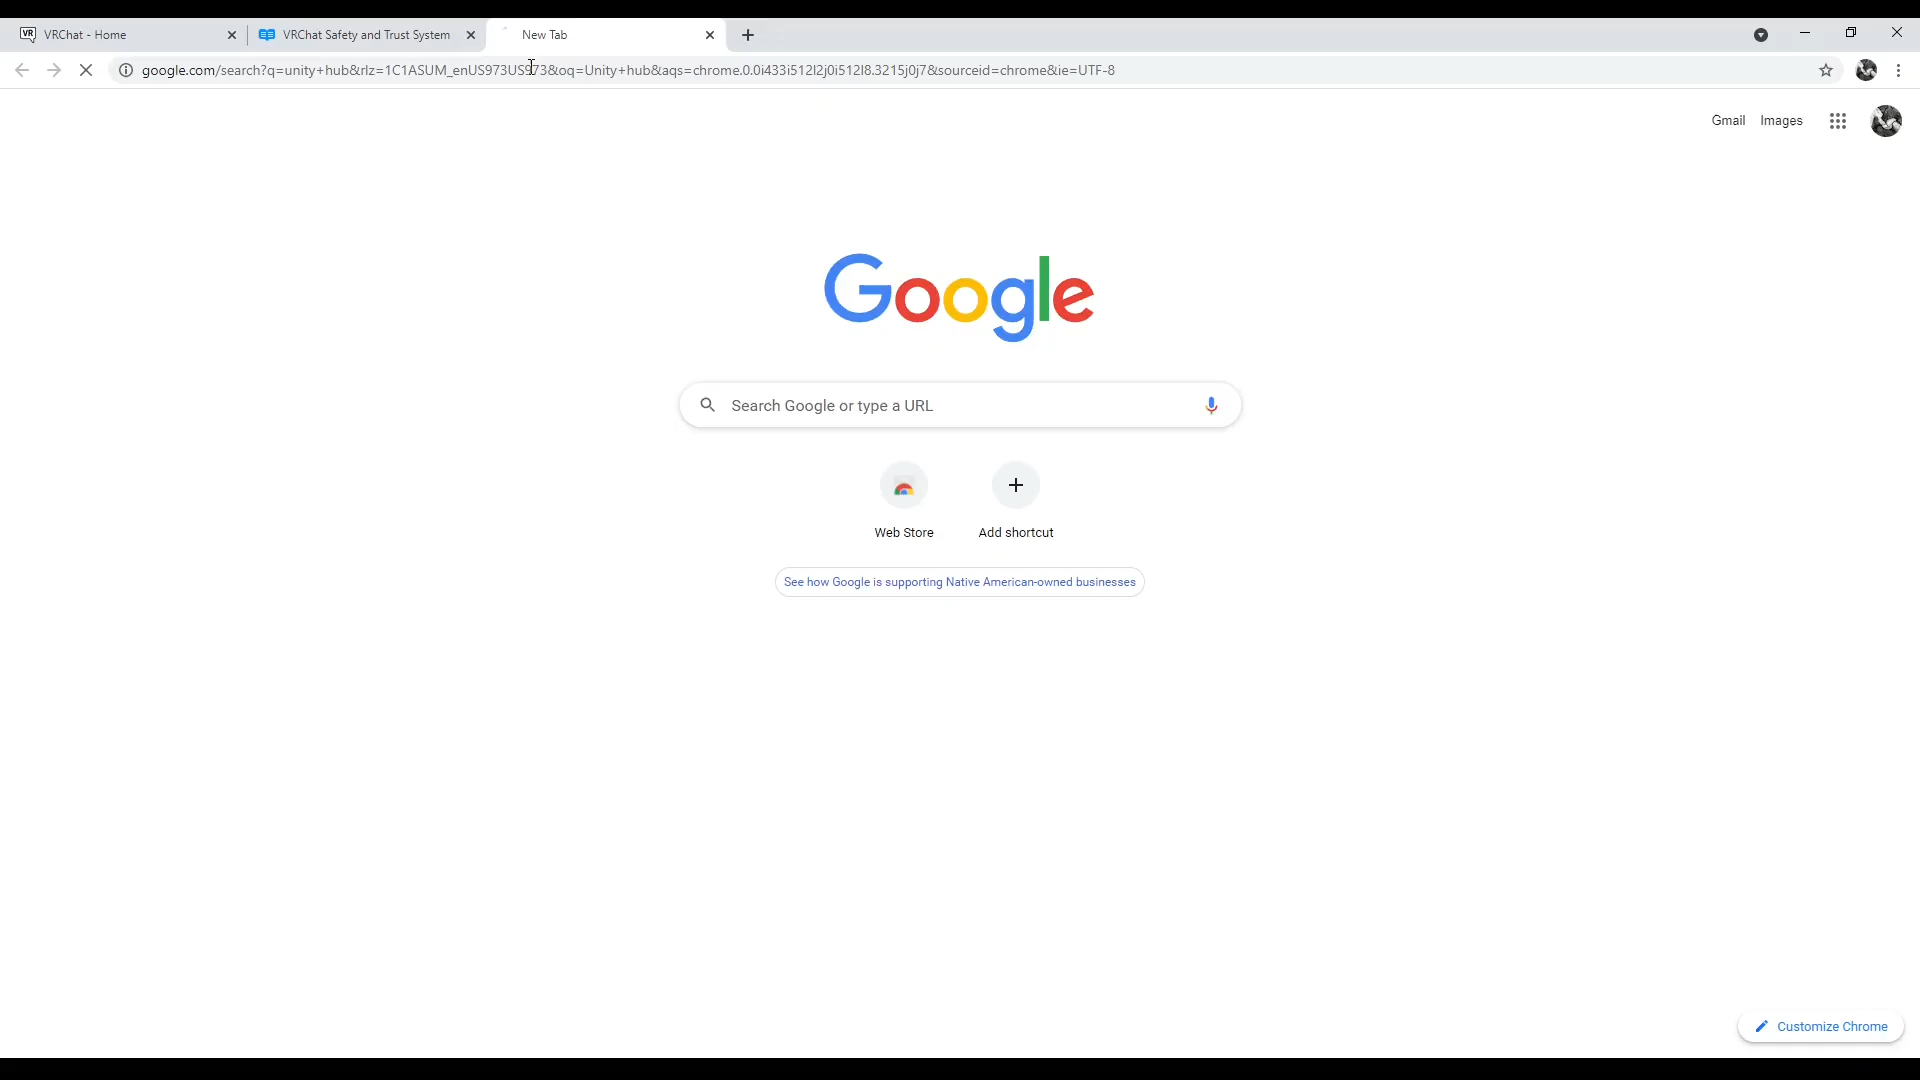 VR VRChat - Home
VRChat Safety and Trust System
New Tab
google.com/search?q=unity+hub&rlz=1C1ASUM_enUS973US973&oq=Unity+hub&aqs=chrome.0.0i433i512l2j0i512l8.3215j0j7&sourceid=chrome&ie=UTF-8
Gmail Images
Google
Search Google or type a URL
Web Store
Add shortcut
See how Google is supporting Native American-owned businesses
Customize Chrome